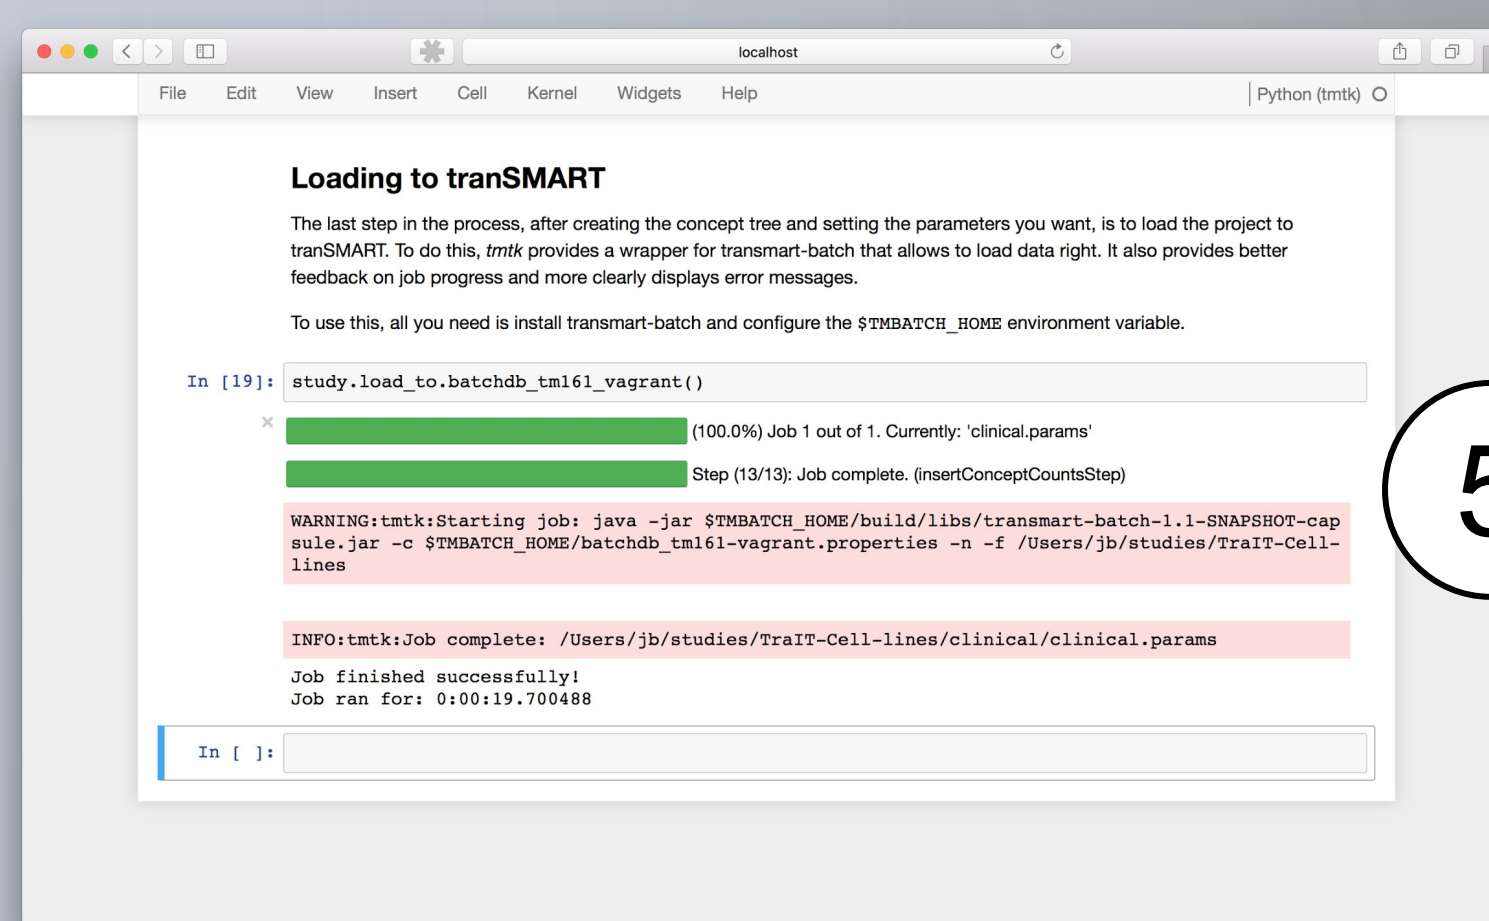 localhost
File Edit View Insert Cell Kernel Widgets Help Python (tmtk)
Loading to tranSMART
The last step in the process, after creating the concept tree and setting the parameters you want, is to load the project to
tranSMART. To do this, tmtk provides a wrapper for transmart-batch that allows to load data right. It also provides better
feedback on job progress and more clearly displays error messages.
To use this, all you need is install transmart-batch and configure the $TMBATCH_HOME environment variable.
In [19]: study.load_to.batchdb_tm161_vagrant()
(100.0%) Job 1 out of 1. Currently: 'clinical.params'
Step (13/13): Job complete. (insertConceptCountsStep)
WARNING:tmtk:Starting job: java -jar $TMBATCH_HOME/build/libs/transmart-batch-1.1-SNAPSHOT-cap
sule.jar -c $TMBATCH_HOME/batchdb_tm161-vagrant.properties -n -f /Users/jb/studies/TraIT-Cell-
lines
INFO:tmtk:Job complete: /Users/jb/studies/TraIT-Cell-lines/clinical/clinical.params
Job finished successfully!
Job ran for: 0:00:19.700488
In [ ]:
5